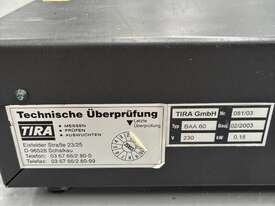 Technische Überprüfung
TIRA
• MESSEN
• PRÜFEN
• AUSWUCHTEN
Letzte
Überprüfung
Eisfelder Straße 23/25
D-96528 Schalkau
Telefon: 03 67 66/2 80-0
Telefax: 03 67 66/2 80-99
TIRA GmbH Nr. 081/03
Typ BAA 60 Bauj. 02/2003
V 230 kW 0,15